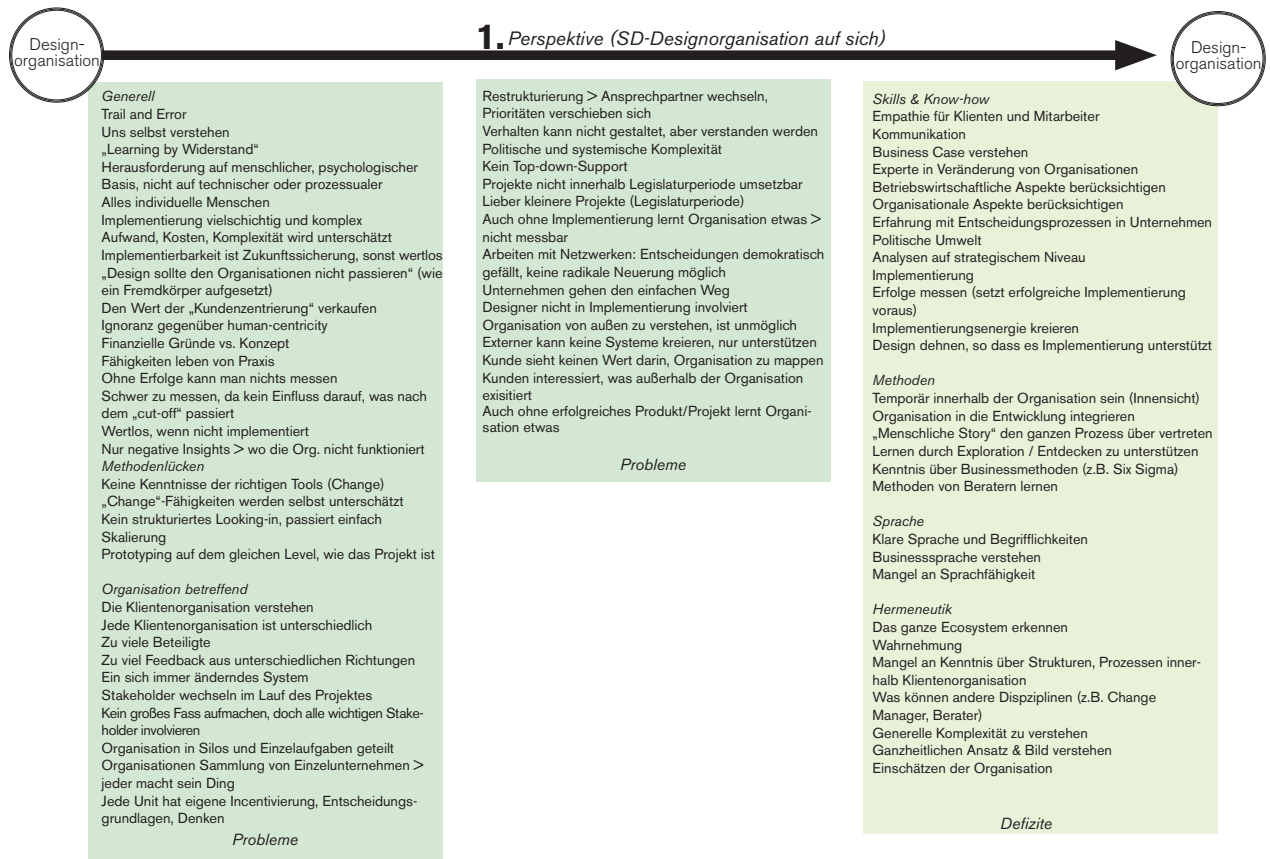 Design-
organisation
1. Perspektive (SD-Designorganisation auf sich)
Design-
organisation
Generell
Trail and Error
Uns selbst verstehen
„Learning by Widerstand“
Herausforderung auf menschlicher, psychologischer
Basis, nicht auf technischer oder prozessualer
Alles individuelle Menschen
Implementierung vielschichtig und komplex
Aufwand, Kosten, Komplexität wird unterschätzt
Implementierbarkeit ist Zukunftssicherung, sonst wertlos
„Design sollte den Organisationen nicht passieren“ (wie
ein Fremdkörper aufgesetzt)
Den Wert der „Kundenzentrierung“ verkaufen
Ignoranz gegenüber human-centricity
Finanzielle Gründe vs. Konzept
Fähigkeiten leben von Praxis
Ohne Erfolge kann man nichts messen
Schwer zu messen, da kein Einfluss darauf, was nach
dem „cut-off“ passiert
Wertlos, wenn nicht implementiert
Nur negative Insights > wo die Org. nicht funktioniert
Methodenlücken
Keine Kenntnisse der richtigen Tools (Change)
„Change“-Fähigkeiten werden selbst unterschätzt
Kein strukturiertes Looking-in, passiert einfach
Skalierung
Prototyping auf dem gleichen Level, wie das Projekt ist
Organisation betreffend
Die Klientenorganisation verstehen
Jede Klientenorganisation ist unterschiedlich
Zu viele Beteiligte
Zu viel Feedback aus unterschiedlichen Richtungen
Ein sich immer änderndes System
Stakeholder wechseln im Lauf des Projektes
Kein großes Fass aufmachen, doch alle wichtigen Stake-
holder involvieren
Organisation in Silos und Einzelaufgaben geteilt
Organisationen Sammlung von Einzelunternehmen >
jeder macht sein Ding
Jede Unit hat eigene Incentivierung, Entscheidungs-
grundlagen, Denken
Probleme
Restrukturierung > Ansprechpartner wechseln,
Prioritäten verschieben sich
Verhalten kann nicht gestaltet, aber verstanden werden
Politische und systemische Komplexität
Kein Top-down-Support
Projekte nicht innerhalb Legislaturperiode umsetzbar
Lieber kleinere Projekte (Legislaturperiode)
Auch ohne Implementierung lernt Organisation etwas >
nicht messbar
Arbeiten mit Netzwerken: Entscheidungen demokratisch
gefällt, keine radikale Neuerung möglich
Unternehmen gehen den einfachen Weg
Designer nicht in Implementierung involviert
Organisation von außen zu verstehen, ist unmöglich
Externer kann keine Systeme kreieren, nur unterstützen
Kunde sieht keinen Wert darin, Organisation zu mappen
Kunden interessiert, was außerhalb der Organisation
exisitiert
Auch ohne erfolgreiches Produkt/Projekt lernt Organi-
sation etwas
Probleme
Skills & Know-how
Empathie für Klienten und Mitarbeiter
Kommunikation
Business Case verstehen
Experte in Veränderung von Organisationen
Betriebswirtschaftliche Aspekte berücksichtigen
Organisationale Aspekte berücksichtigen
Erfahrung mit Entscheidungsprozessen in Unternehmen
Politische Umwelt
Analysen auf strategischem Niveau
Implementierung
Erfolge messen (setzt erfolgreiche Implementierung
voraus)
Implementierungsenergie kreieren
Design dehnen, so dass es Implementierung unterstützt
Methoden
Temporär innerhalb der Organisation sein (Innensicht)
Organisation in die Entwicklung integrieren
„Menschliche Story“ den ganzen Prozess über vertreten
Lernen durch Exploration / Entdecken zu unterstützen
Kenntnis über Businessmethoden (z.B. Six Sigma)
Methoden von Beratern lernen
Sprache
Klare Sprache und Begrifflichkeiten
Businesssprache verstehen
Mangel an Sprachfähigkeit
Hermeneutik
Das ganze Ecosystem erkennen
Wahrnehmung
Mangel an Kenntnis über Strukturen, Prozessen inner-
halb Klientenorganisation
Was können andere Dispziplinen (z.B. Change
Manager, Berater)
Generelle Komplexität zu verstehen
Ganzheitlichen Ansatz & Bild verstehen
Einschätzen der Organisation
Defizite